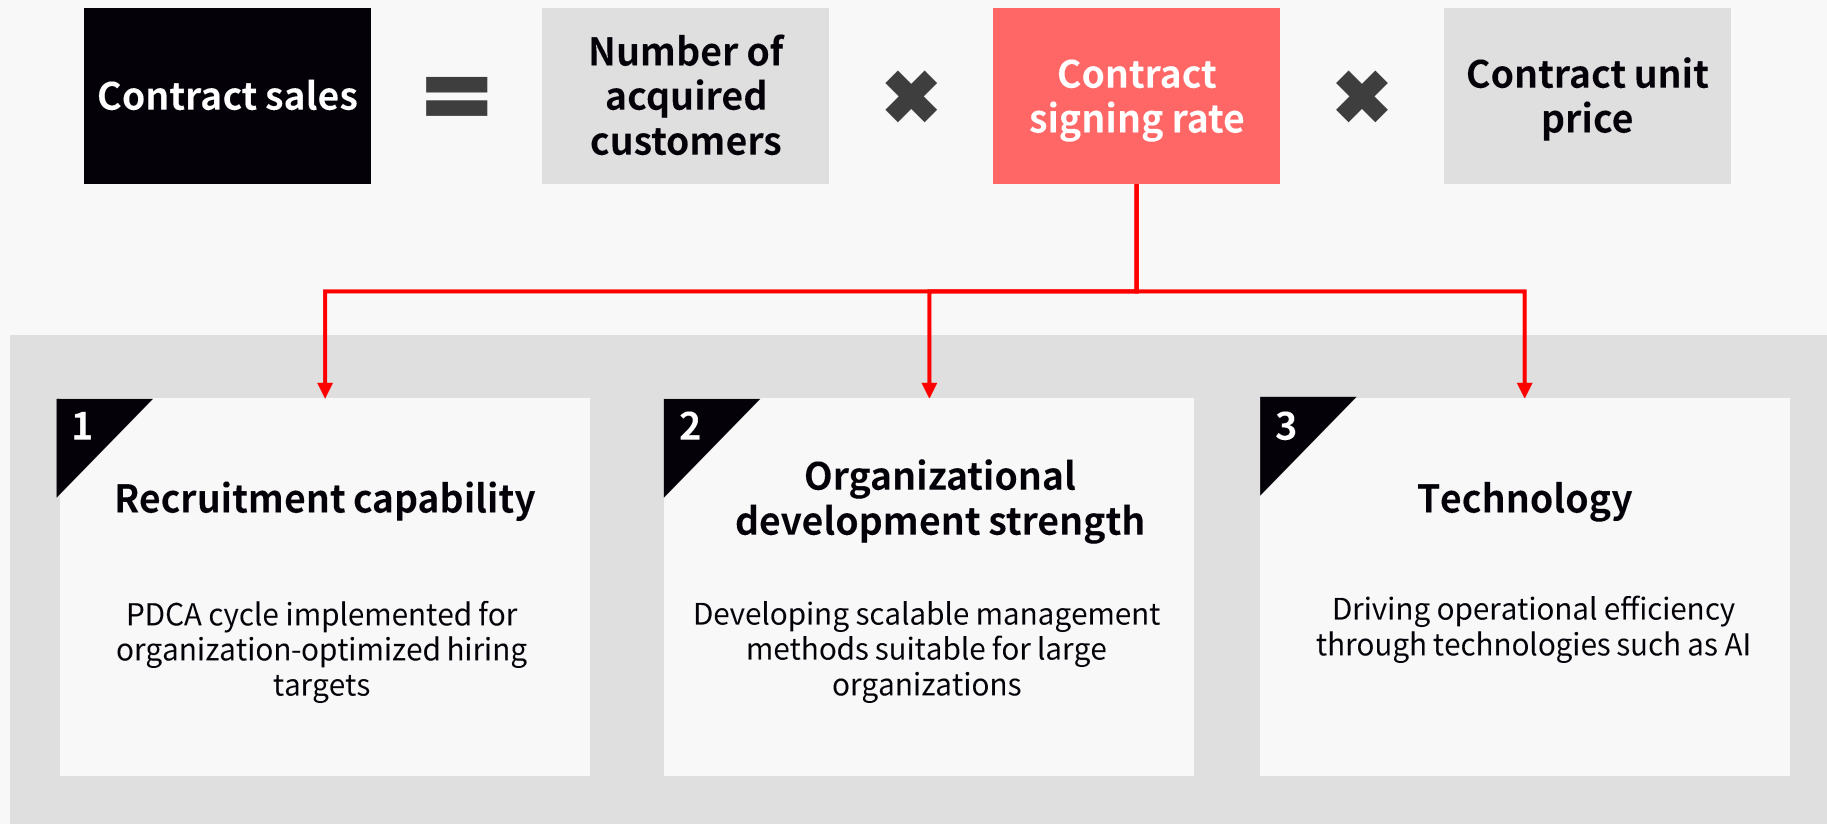 Contract sales
=
Number of
acquired
customers
✖
Contract
signing rate
✖
Contract unit
price
1
Recruitment capability
PDCA cycle implemented for
organization-optimized hiring
targets
2
Organizational
development strength
Developing scalable management
methods suitable for large
organizations
3
Technology
Driving operational efficiency
through technologies such as AI